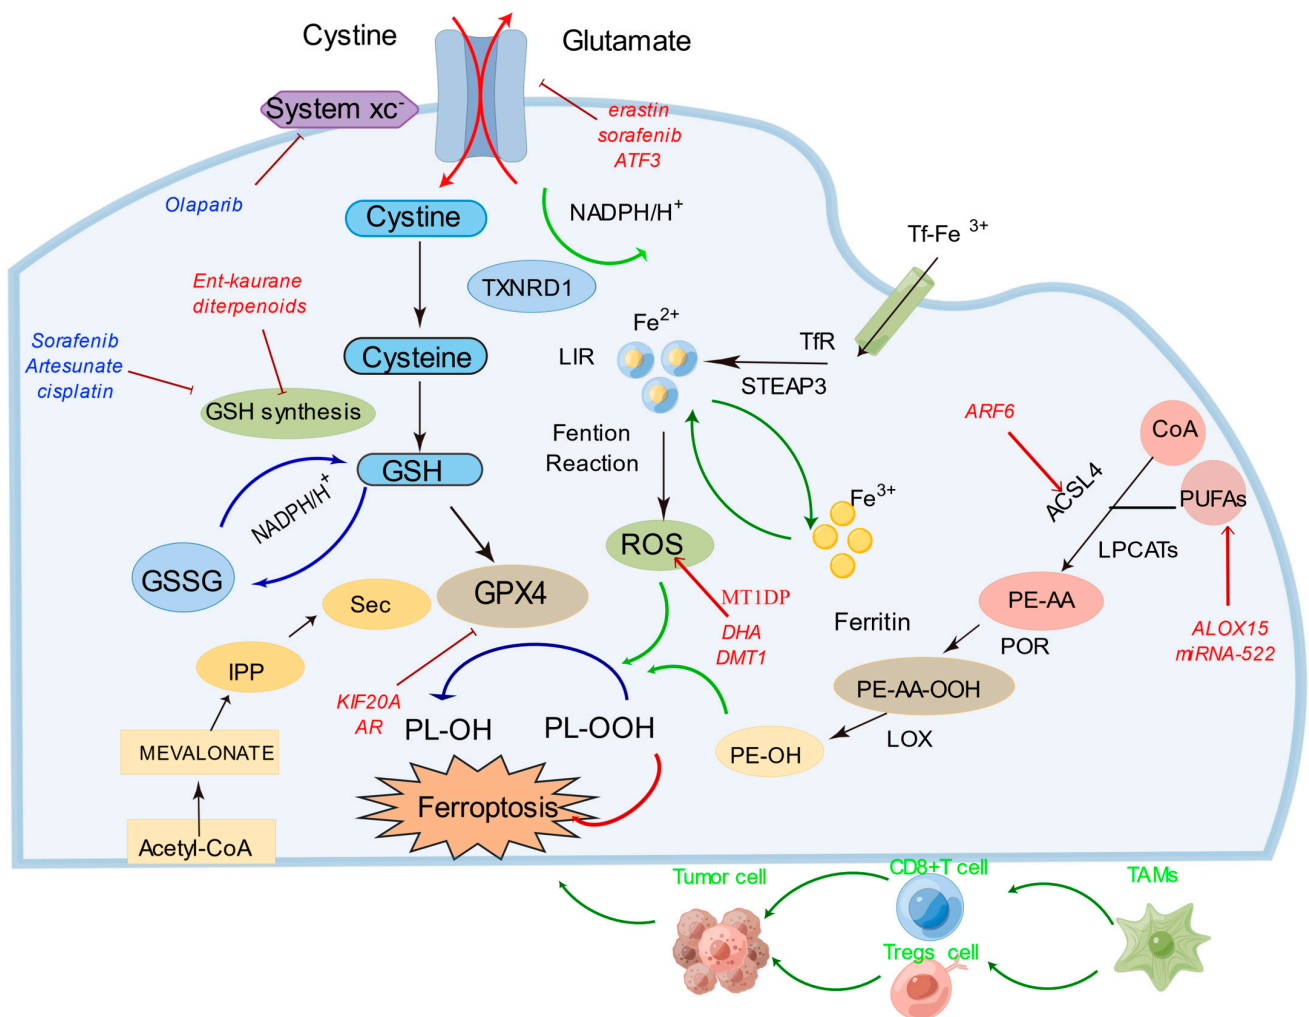 Cystine
Glutamate
System xc-
erastin
sorafenib
ATF3
Olaparib
Cystine
NADPH/H+
Tf-Fe 3+
TXNRD1
Ent-kaurane
diterpenoids
Fe2+
LIR
TfR
STEAP3
Sorafenib
Artesunate
cisplatin
Cysteine
GSH synthesis
ARF6
CoA
Fention
Reaction
GSH
NADPH/H+
ACSL4
PUFAs
Fe3+
ROS
LPCATs
GSSG
Sec
GPX4
MT1DP
DHA
DMT1
PE-AA
Ferritin
POR
ALOX15
miRNA-522
IPP
KIF20A
AR
PE-AA-OOH
PL-OH
PL-OOH
LOX
MEVALONATE
PE-OH
Ferroptosis
Acetyl-CoA
Tumor cell
CD8+T cell
TAMs
Tregs cell